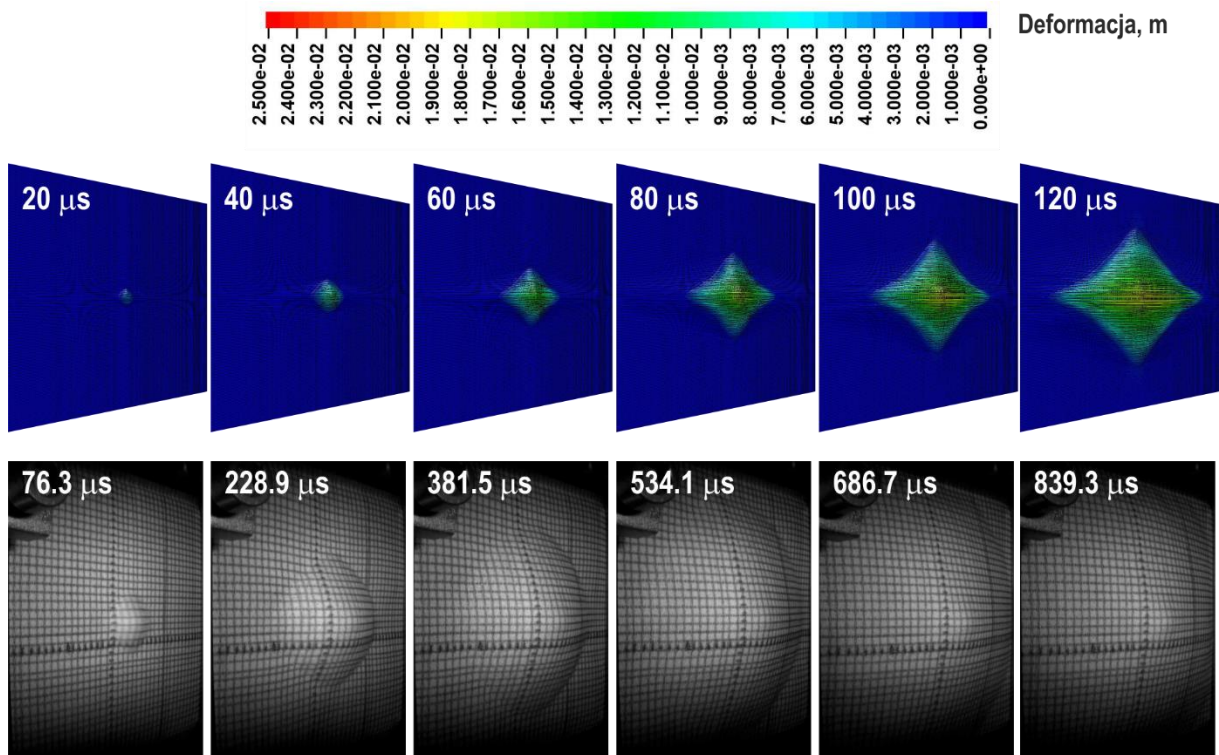 Deformacja, m
2.500e-02
2.400e-02
2.300e-02
2.200e-02
2.100e-02
2.000e-02
1.900e-02
1.800e-02
1.700e-02
1.600e-02
1.500e-02
1.400e-02
1.300e-02
1.200e-02
1.100e-02
1.000e-02
9.000e-03
8.000e-03
7.000e-03
6.000e-03
5.000e-03
4.000e-03
3.000e-03
2.000e-03
1.000e-03
0.000e+00
20 μs
40 μs
60 μs
80 μs
100 μs
120 μs
76.3 μs
228.9 μs
381.5 μs
534.1 μs
686.7 μs
839.3 μs